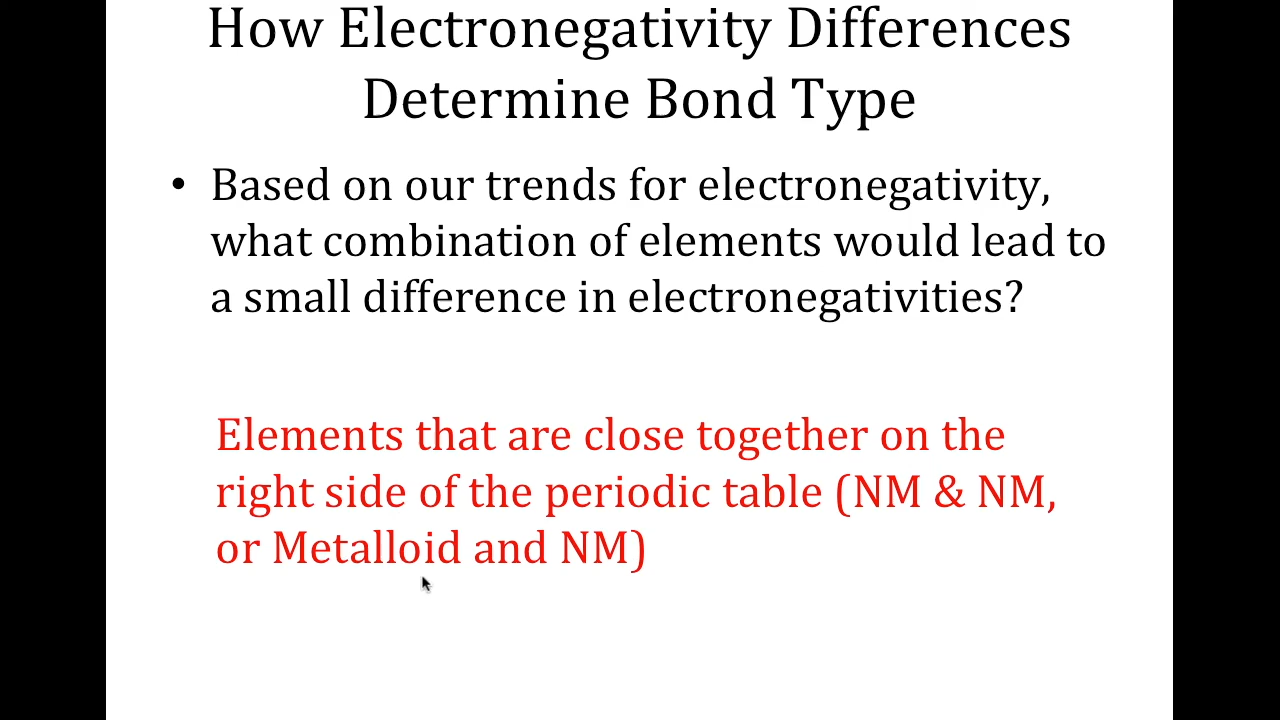 How Electronegativity Differences
Determine Bond Type
• Based on our trends for electronegativity,
what combination of elements would lead to
a small difference in electronegativities?
Elements that are close together on the
right side of the periodic table (NM & NM,
or Metalloid and NM)